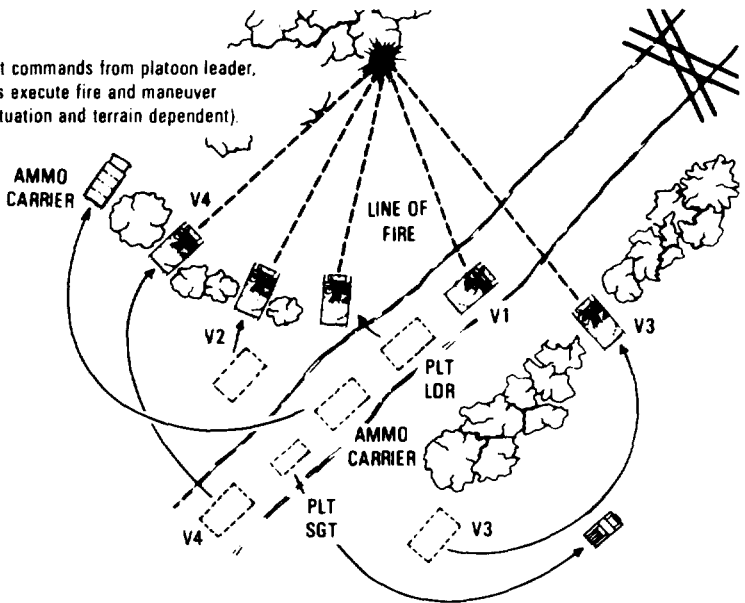 t commands from platoon leader,
s execute fire and maneuver
tuation and terrain dependent).
AMMO
CARRIER
V4
LINE OF
FIRE
V1
V3
V2
PLT
LDR
AMMO
CARRIER
PLT
SGT
V4
V3